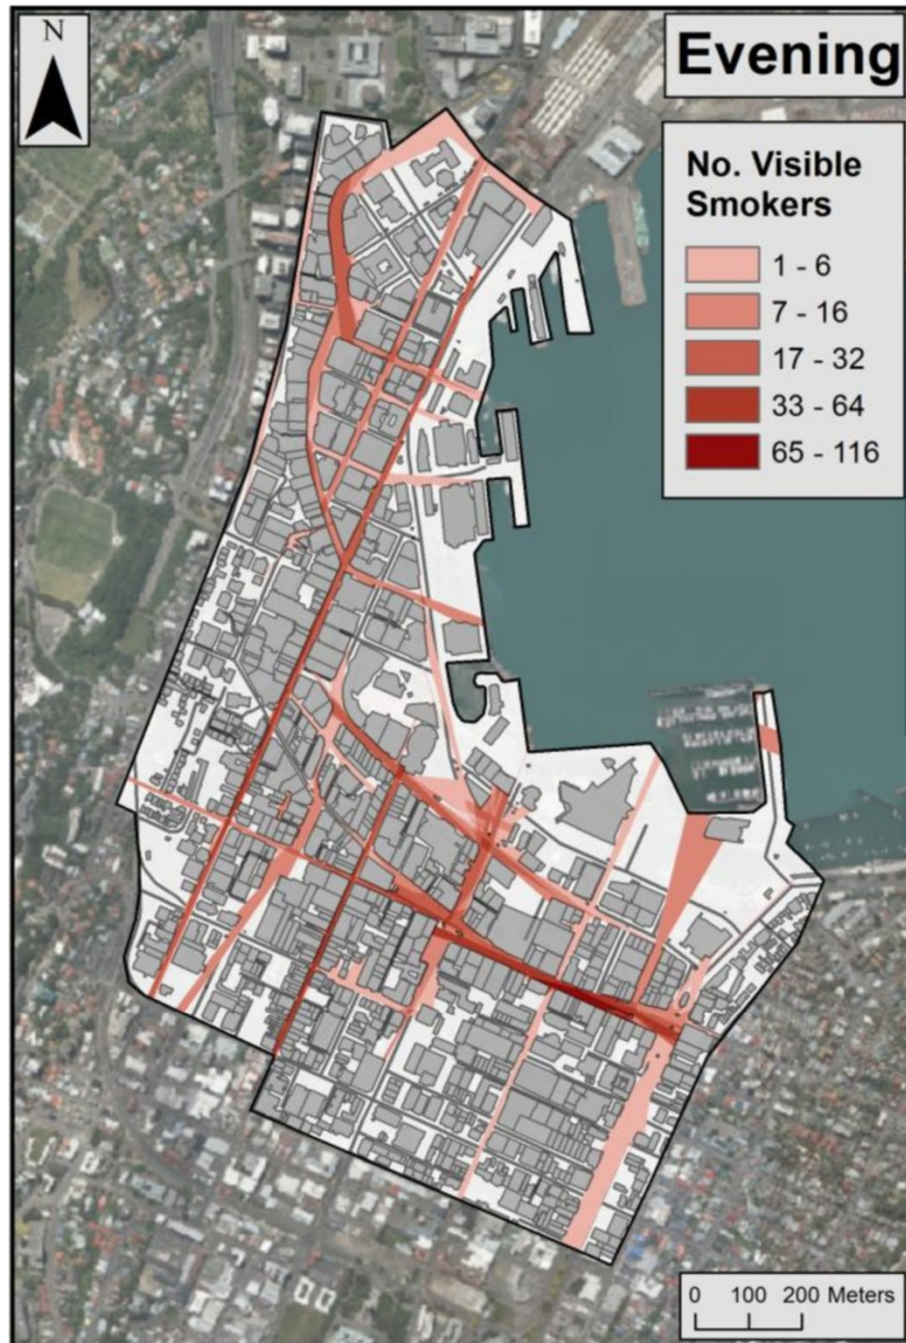 N
Evening
No. Visible
Smokers
1 - 6
7 - 16
17 - 32
33 - 64
65 - 116
0 100 200 Meters